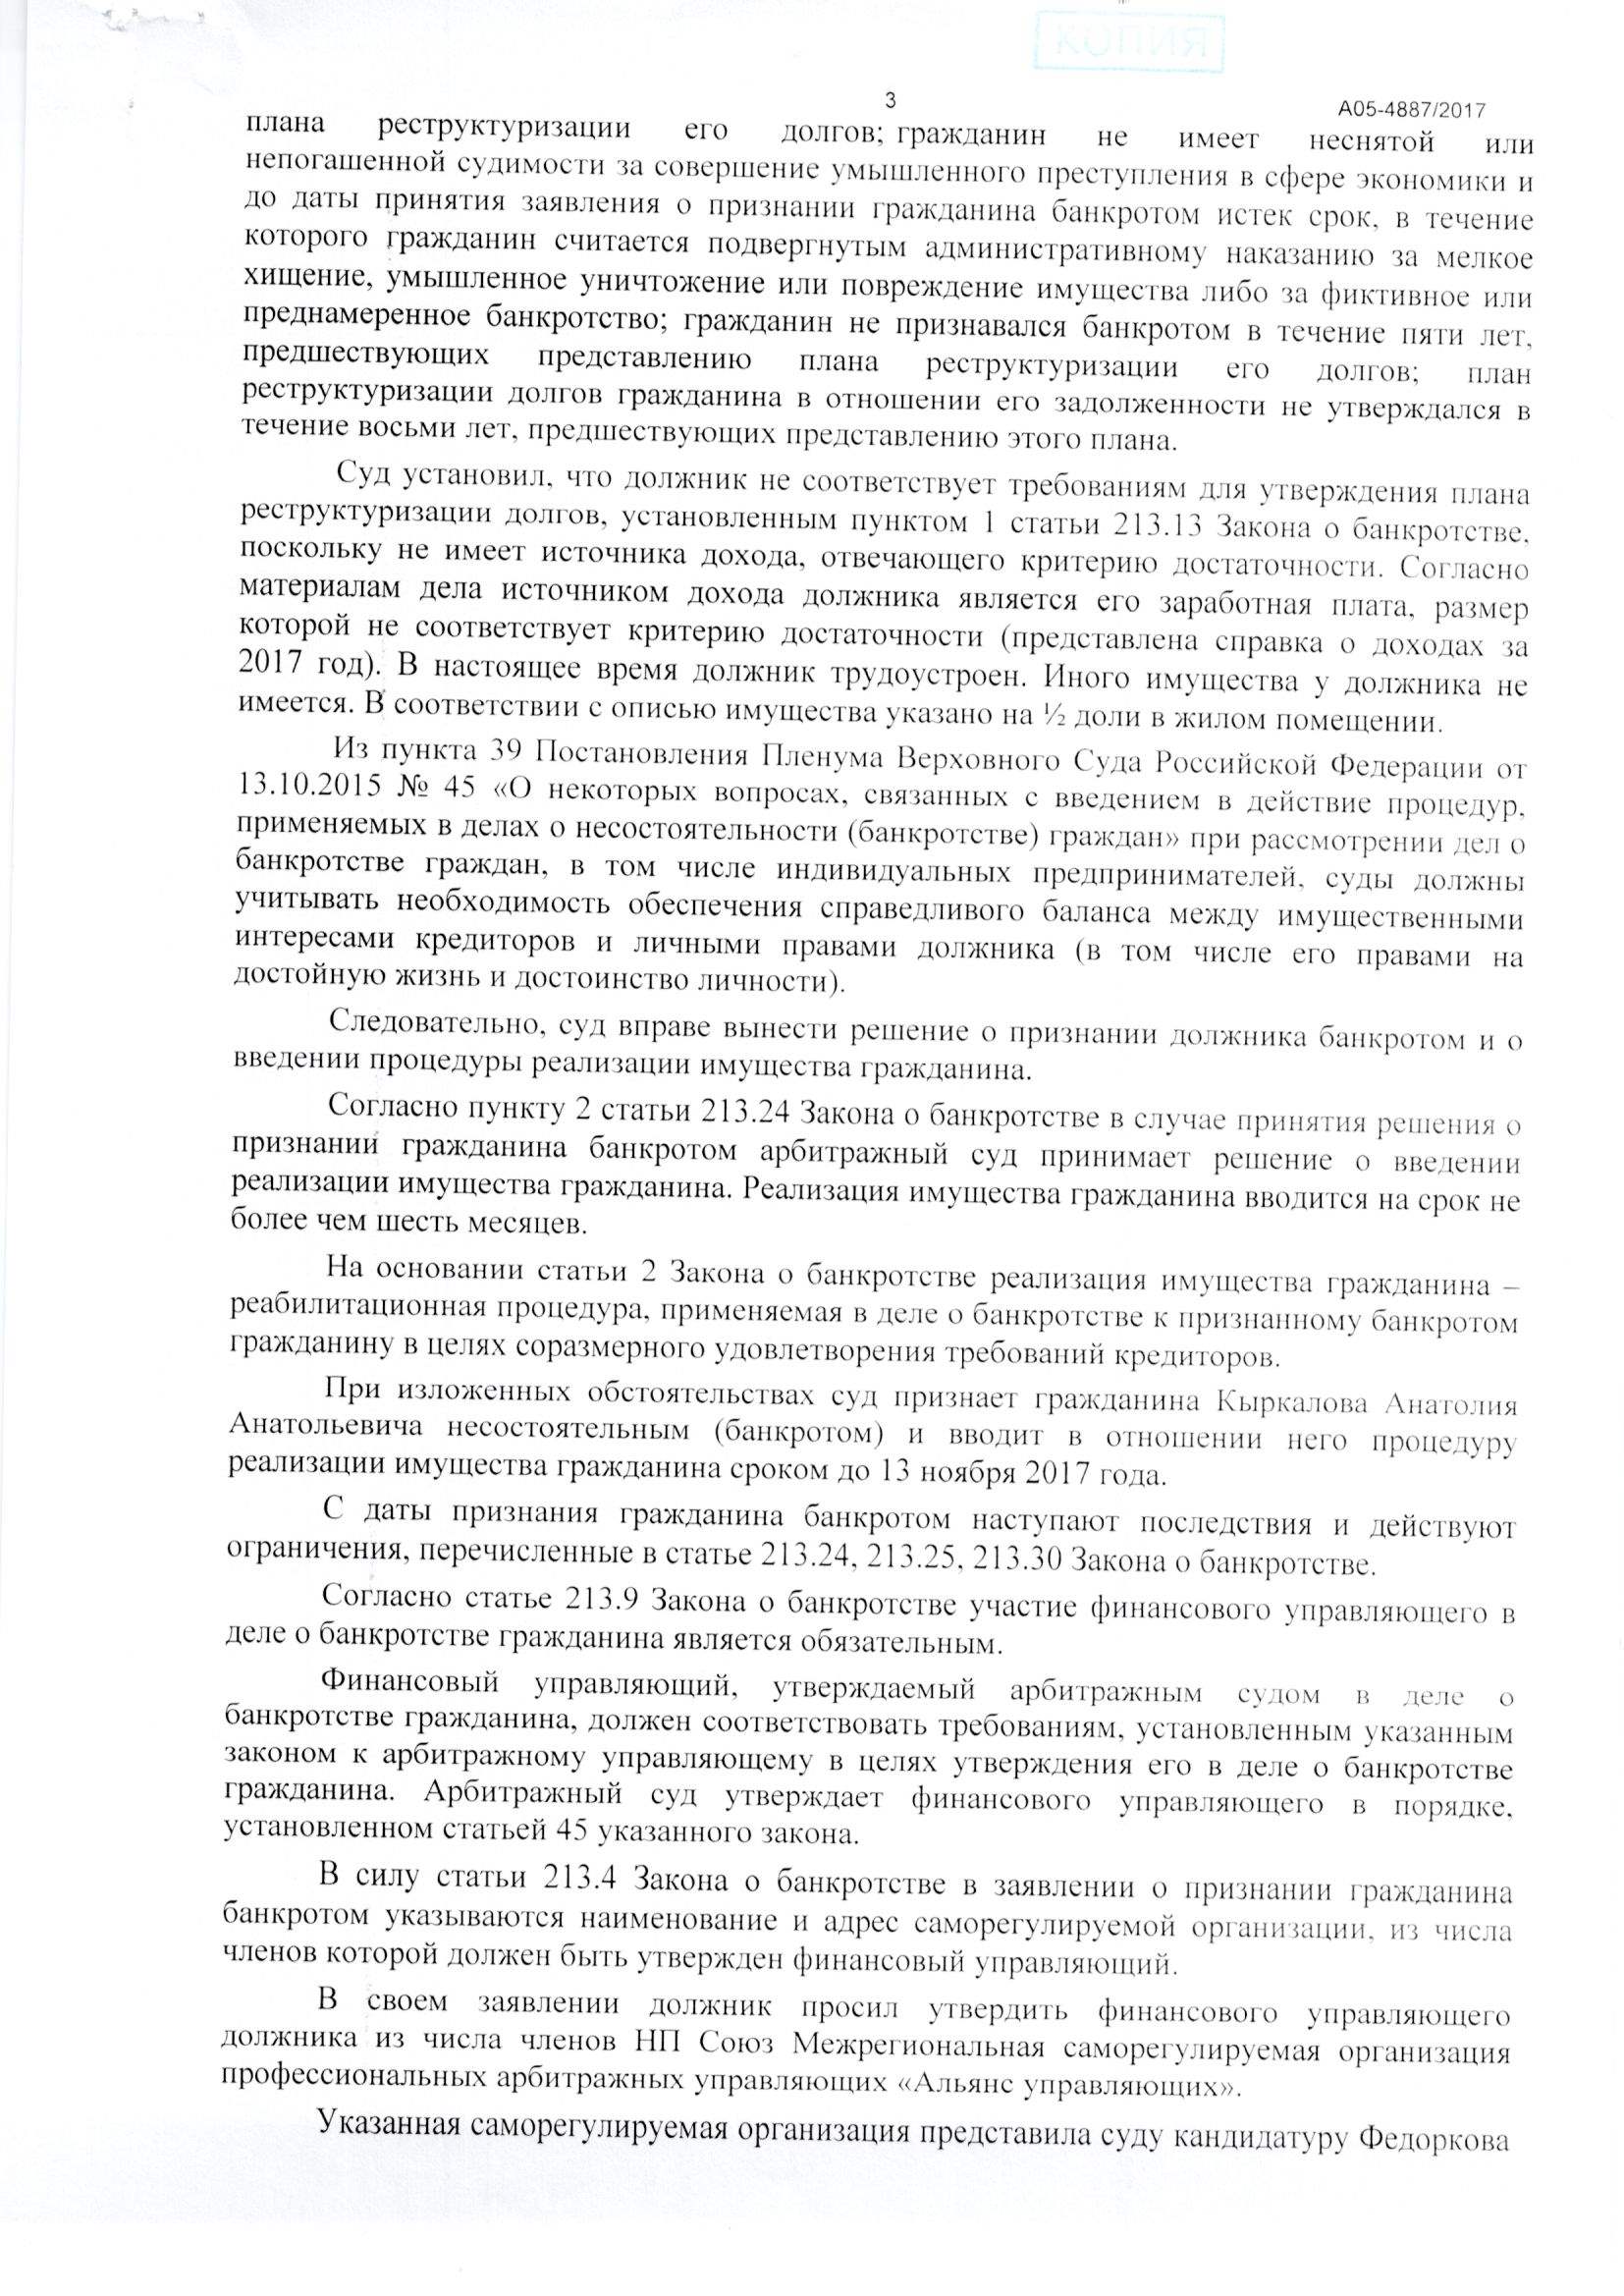 КОПИЯ
3
А05-4887/2017
плана реструктуризации его долгов; гражданин не имеет неснятой или
непогашенной судимости за совершение умышленного преступления в сфере экономики и
до даты принятия заявления о признании гражданина банкротом истек срок, в течение
которого гражданин считается подвергнутым административному наказанию за мелкое
хищение, умышленное уничтожение или повреждение имущества либо за фиктивное или
преднамеренное банкротство; гражданин не признавался банкротом в течение пяти лет,
предшествующих представлению плана реструктуризации его долгов; план
реструктуризации долгов гражданина в отношении его задолженности не утверждался в
течение восьми лет, предшествующих представлению этого плана.
Суд установил, что должник не соответствует требованиям для утверждения плана
реструктуризации долгов, установленным пунктом 1 статьи 213.13 Закона о банкротстве,
поскольку не имеет источника дохода, отвечающего критерию достаточности. Согласно
материалам дела источником дохода должника является его заработная плата, размер
которой не соответствует критерию достаточности (представлена справка о доходах за
2017 год). В настоящее время должник трудоустроен. Иного имущества у должника не
имеется. В соответствии с описью имущества указано на ½ доли в жилом помещении.
Из пункта 39 Постановления Пленума Верховного Суда Российской Федерации от
13.10.2015 № 45 «О некоторых вопросах, связанных с введением в действие процедур,
применяемых в делах о несостоятельности (банкротстве) граждан» при рассмотрении дел о
банкротстве граждан, в том числе индивидуальных предпринимателей, суды должны
учитывать необходимость обеспечения справедливого баланса между имущественными
интересами кредиторов и личными правами должника (в том числе его правами на
достойную жизнь и достоинство личности).
Следовательно, суд вправе вынести решение о признании должника банкротом и о
введении процедуры реализации имущества гражданина.
Согласно пункту 2 статьи 213.24 Закона о банкротстве в случае принятия решения о
признании гражданина банкротом арбитражный суд принимает решение о введении
реализации имущества гражданина. Реализация имущества гражданина вводится на срок не
более чем шесть месяцев.
На основании статьи 2 Закона о банкротстве реализация имущества гражданина –
реабилитационная процедура, применяемая в деле о банкротстве к признанному банкротом
гражданину в целях соразмерного удовлетворения требований кредиторов.
При изложенных обстоятельствах суд признает гражданина Кыркалова Анатолия
Анатольевича несостоятельным (банкротом) и вводит в отношении него процедуру
реализации имущества гражданина сроком до 13 ноября 2017 года.
С даты признания гражданина банкротом наступают последствия и действуют
ограничения, перечисленные в статье 213.24, 213.25, 213.30 Закона о банкротстве.
Согласно статье 213.9 Закона о банкротстве участие финансового управляющего в
деле о банкротстве гражданина является обязательным.
Финансовый управляющий, утверждаемый арбитражным судом в деле о
банкротстве гражданина, должен соответствовать требованиям, установленным указанным
законом к арбитражному управляющему в целях утверждения его в деле о банкротстве
гражданина. Арбитражный суд утверждает финансового управляющего в порядке,
установленном статьей 45 указанного закона.
В силу статьи 213.4 Закона о банкротстве в заявлении о признании гражданина
банкротом указываются наименование и адрес саморегулируемой организации, из числа
членов которой должен быть утвержден финансовый управляющий.
В своем заявлении должник просил утвердить финансового управляющего
должника из числа членов НП Союз Межрегиональная саморегулируемая организация
профессиональных арбитражных управляющих «Альянс управляющих».
Указанная саморегулируемая организация представила суду кандидатуру Федоркова